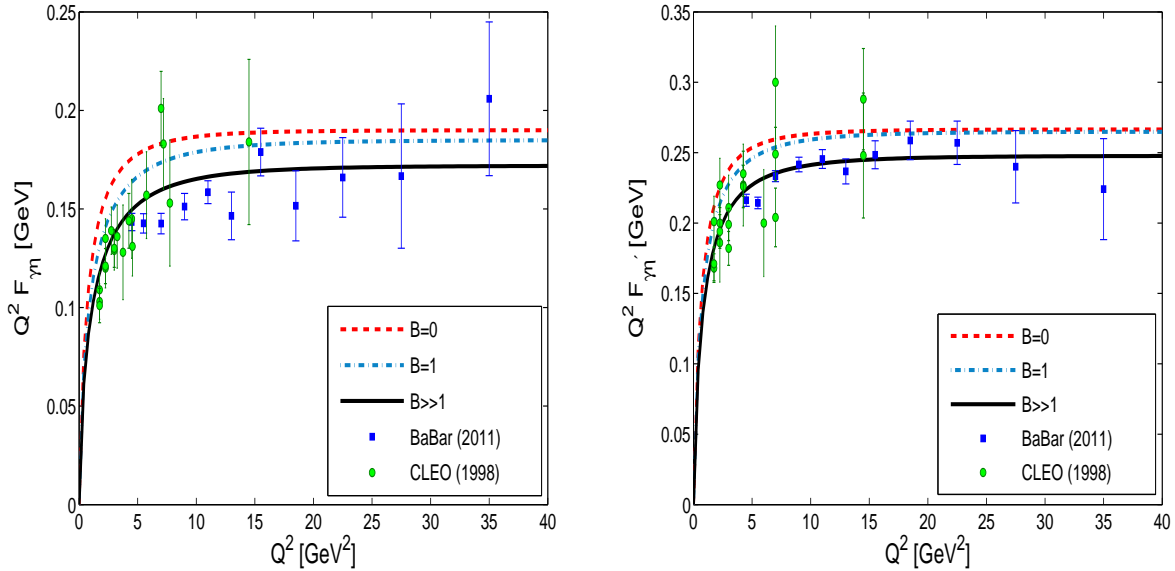 0.25
0.2
0.15
0.1
0.05
0
0 5 10 15 20 25 30 35 40
Q² F_γη [GeV]
Q² [GeV²]
B=0
B=1
B>>1
BaBar (2011)
CLEO (1998)
0.35
0.3
0.25
0.2
0.15
0.1
0.05
0
0 5 10 15 20 25 30 35 40
Q² F_γη´ [GeV]
Q² [GeV²]
B=0
B=1
B>>1
BaBar (2011)
CLEO (1998)